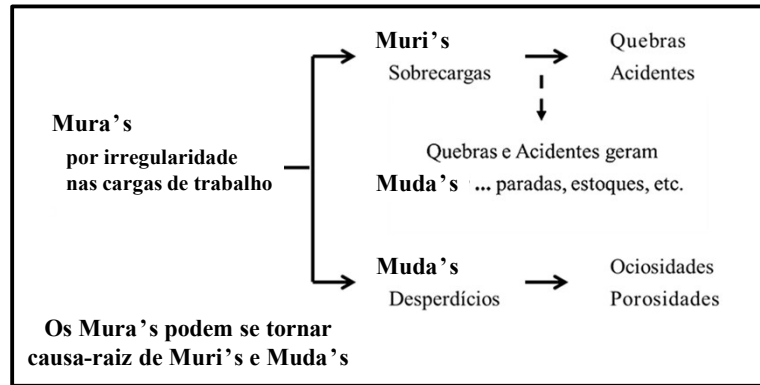 Muri's
Quebras
Sobrecargas
Acidentes
Mura's
por irregularidade
nas cargas de trabalho
Quebras e Acidentes geram
Muda's ... paradas, estoques, etc.
Muda's
Ociosidades
Desperdícios
Porosidades
Os Mura's podem se tornar
causa-raiz de Muri's e Muda's